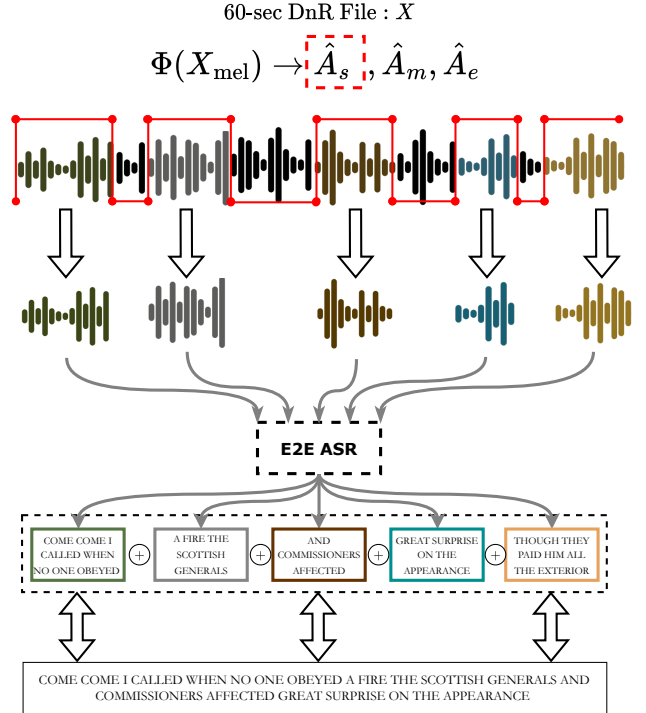 60-sec DnR File : X
Φ(X_mel) → Â_s , Â_m, Â_e
E2E ASR
COME COME I
CALLED WHEN
NO ONE OBEYED
+
A FIRE THE
SCOTTISH
GENERALS
+
AND
COMMISSIONERS
AFFECTED
+
GREAT SURPRISE
ON THE
APPEARANCE
+
THOUGH THEY
PAID HIM ALL
THE EXTERIOR
COME COME I CALLED WHEN NO ONE OBEYED A FIRE THE SCOTTISH GENERALS AND
COMMISSIONERS AFFECTED GREAT SURPRISE ON THE APPEARANCE